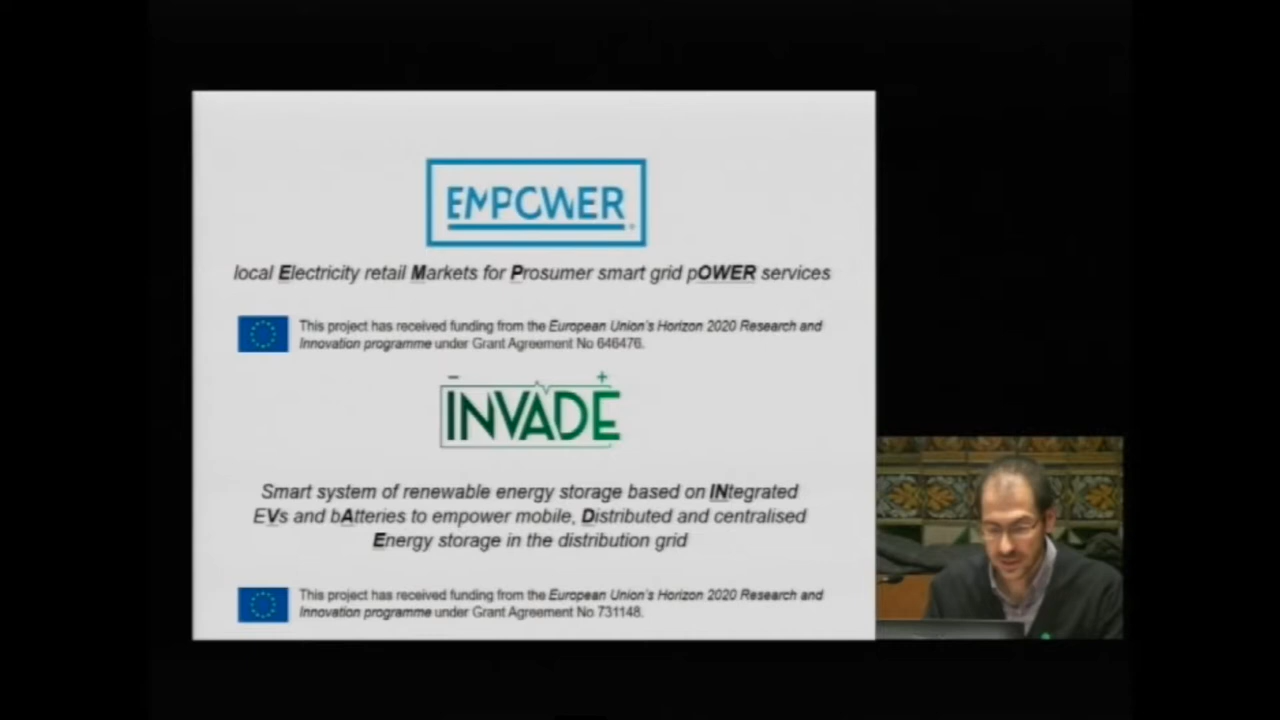 EMPOWER
local Electricity retail Markets for Prosumer smart grid pOWER services
This project has received funding from the European Union's Horizon 2020 Research and
Innovation programme under Grant Agreement No 646476.
− +
INVADE
Smart system of renewable energy storage based on INtegrated
EVs and bAtteries to empower mobile, Distributed and centralised
Energy storage in the distribution grid
This project has received funding from the European Union's Horizon 2020 Research and
Innovation programme under Grant Agreement No 731148.